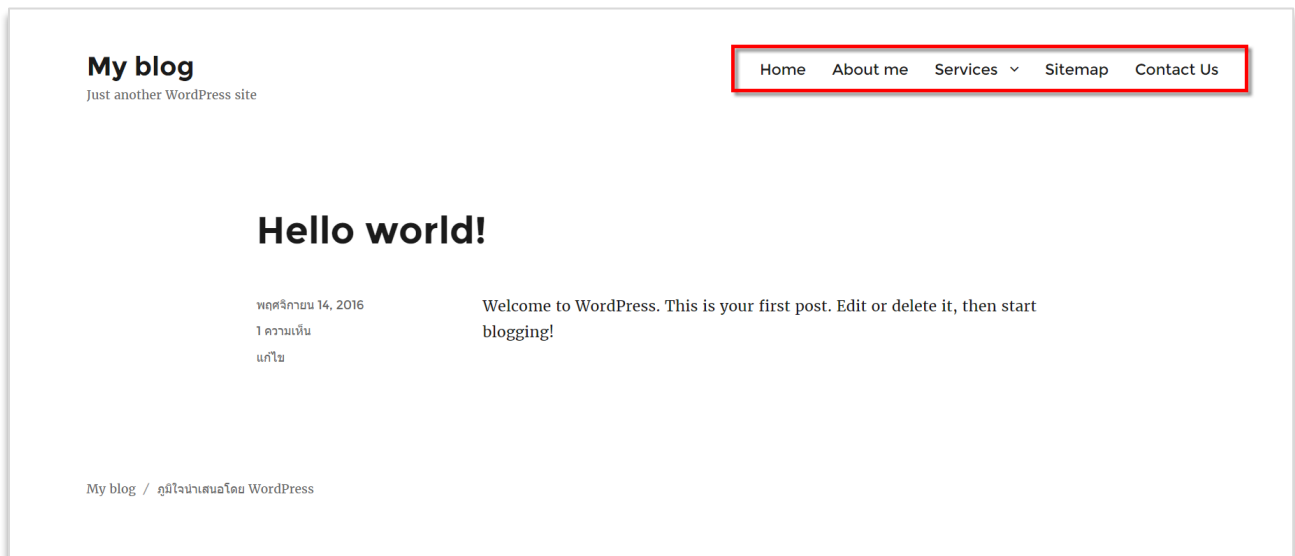 My blog
Just another WordPress site
Home About me Services Sitemap Contact Us
Hello world!
พฤศจิกายน 14, 2016
1 ความเห็น
แก้ไข
Welcome to WordPress. This is your first post. Edit or delete it, then start
blogging!
My blog / ภูมิใจนำเสนอโดย WordPress